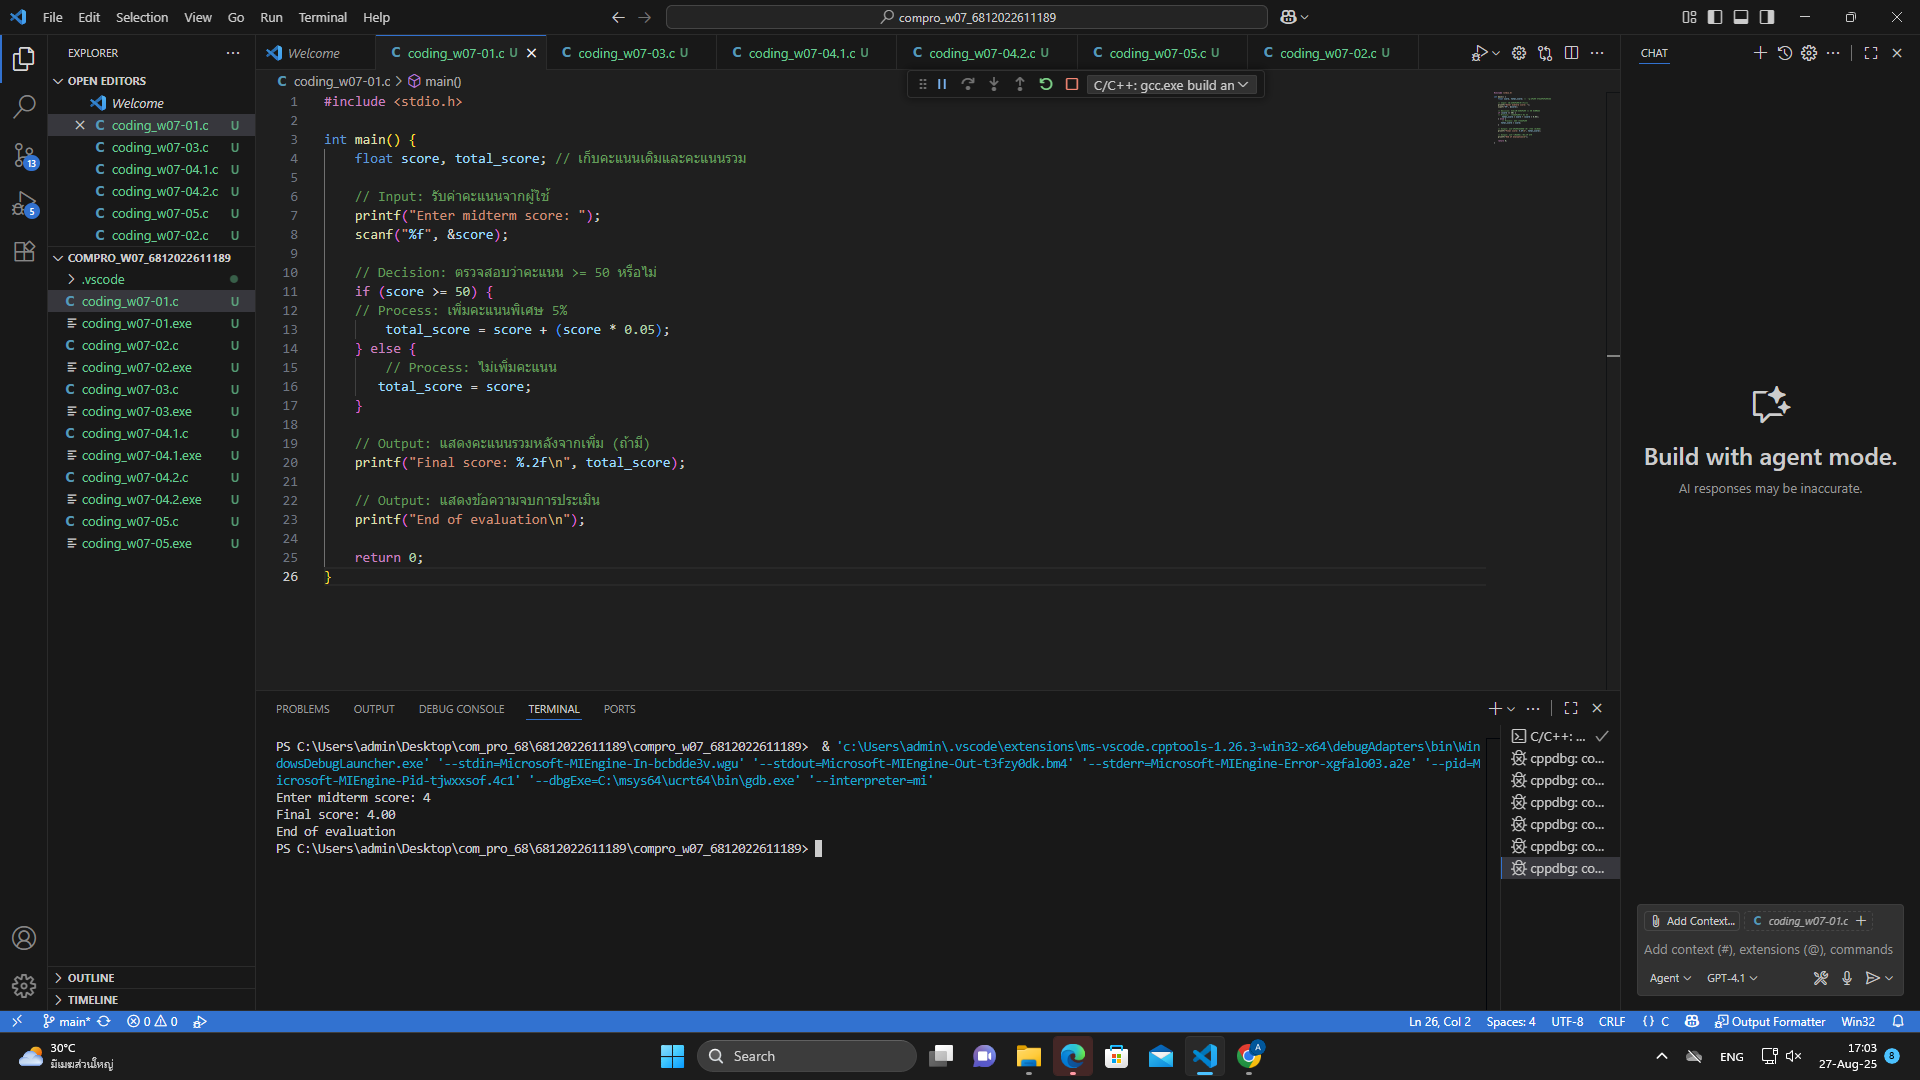 File Edit Selection View Go Run Terminal Help
compro_w07_6812022611189
EXPLORER
OPEN EDITORS
Welcome
coding_w07-01.c U
coding_w07-03.c U
coding_w07-04.1.c U
coding_w07-04.2.c U
coding_w07-05.c U
coding_w07-02.c U
COMPRO_W07_6812022611189
.vscode
coding_w07-01.c U
coding_w07-01.exe U
coding_w07-02.c U
coding_w07-02.exe U
coding_w07-03.c U
coding_w07-03.exe U
coding_w07-04.1.c U
coding_w07-04.1.exe U
coding_w07-04.2.c U
coding_w07-04.2.exe U
coding_w07-05.c U
coding_w07-05.exe U
OUTLINE
TIMELINE
13
5
Welcome coding_w07-01.c U coding_w07-03.c U coding_w07-04.1.c U coding_w07-04.2.c U coding_w07-05.c U coding_w07-02.c U
coding_w07-01.c > main()
C/C++: gcc.exe build an
1 #include <stdio.h>
2
3 int main() {
4 float score, total_score; // เก็บคะแนนเดิมและคะแนนรวม
5
6 // Input: รับค่าคะแนนจากผู้ใช้
7 printf("Enter midterm score: ");
8 scanf("%f", &score);
9
10 // Decision: ตรวจสอบว่าคะแนน >= 50 หรือไม่
11 if (score >= 50) {
12 // Process: เพิ่มคะแนนพิเศษ 5%
13 total_score = score + (score * 0.05);
14 } else {
15 // Process: ไม่เพิ่มคะแนน
16 total_score = score;
17 }
18
19 // Output: แสดงคะแนนรวมหลังจากเพิ่ม (ถ้ามี)
20 printf("Final score: %.2f\n", total_score);
21
22 // Output: แสดงข้อความจบการประเมิน
23 printf("End of evaluation\n");
24
25 return 0;
26 }
PROBLEMS OUTPUT DEBUG CONSOLE TERMINAL PORTS
PS C:\Users\admin\Desktop\com_pro_68\6812022611189\compro_w07_6812022611189> & 'c:\Users\admin\.vscode\extensions\ms-vscode.cpptools-1.26.3-win32-x64\debugAdapters\bin\Win
dowsDebugLauncher.exe' '--stdin=Microsoft-MIEngine-In-bcbdde3v.wgu' '--stdout=Microsoft-MIEngine-Out-t3fzy0dk.bm4' '--stderr=Microsoft-MIEngine-Error-xgfalo03.a2e' '--pid=M
icrosoft-MIEngine-Pid-tjwxxsof.4c1' '--dbgExe=C:\msys64\ucrt64\bin\gdb.exe' '--interpreter=mi'
Enter midterm score: 4
Final score: 4.00
End of evaluation
PS C:\Users\admin\Desktop\com_pro_68\6812022611189\compro_w07_6812022611189>
C/C++: ...
cppdbg: co...
cppdbg: co...
cppdbg: co...
cppdbg: co...
cppdbg: co...
cppdbg: co...
CHAT
Build with agent mode.
AI responses may be inaccurate.
Add Context... C coding_w07-01.c +
Add context (#), extensions (@), commands
Agent GPT-4.1
main* 0 0
Ln 26, Col 2 Spaces: 4 UTF-8 CRLF {} C Output Formatter Win32
30°C
มีเมฆส่วนใหญ่
Search
A
ENG
17:03
27-Aug-25
8